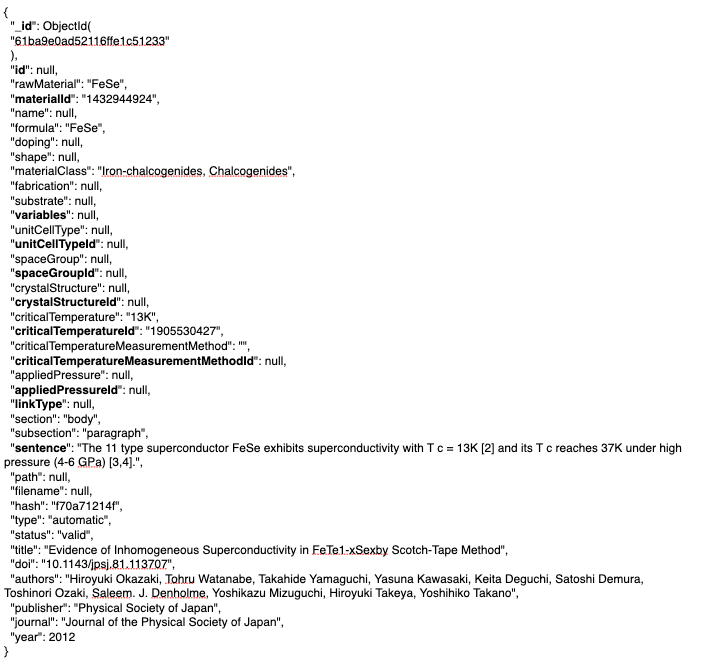 {
"_id": ObjectId(
"61ba9e0ad52116ffe1c51233"
),
"id": null,
"rawMaterial": "FeSe",
"materialId": "1432944924",
"name": null,
"formula": "FeSe",
"doping": null,
"shape": null,
"materialClass": "Iron-chalcogenides, Chalcogenides",
"fabrication": null,
"substrate": null,
"variables": null,
"unitCellType": null,
"unitCellTypeId": null,
"spaceGroup": null,
"spaceGroupId": null,
"crystalStructure": null,
"crystalStructureId": null,
"criticalTemperature": "13K",
"criticalTemperatureId": "1905530427",
"criticalTemperatureMeasurementMethod": "",
"criticalTemperatureMeasurementMethodId": null,
"appliedPressure": null,
"appliedPressureId": null,
"linkType": null,
"section": "body",
"subsection": "paragraph",
"sentence": "The 11 type superconductor FeSe exhibits superconductivity with T c = 13K [2] and its T c reaches 37K under high
pressure (4-6 GPa) [3,4].",
"path": null,
"filename": null,
"hash": "f70a71214f",
"type": "automatic",
"status": "valid",
"title": "Evidence of Inhomogeneous Superconductivity in FeTe1-xSexby Scotch-Tape Method",
"doi": "10.1143/jpsj.81.113707",
"authors": "Hiroyuki Okazaki, Tohru Watanabe, Takahide Yamaguchi, Yasuna Kawasaki, Keita Deguchi, Satoshi Demura,
Toshinori Ozaki, Saleem. J. Denholme, Yoshikazu Mizuguchi, Hiroyuki Takeya, Yoshihiko Takano",
"publisher": "Physical Society of Japan",
"journal": "Journal of the Physical Society of Japan",
"year": 2012
}